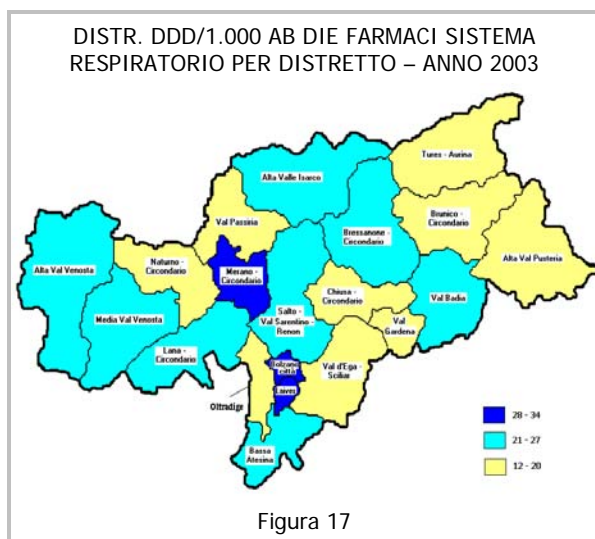 DISTR. DDD/1.000 AB DIE FARMACI SISTEMA
RESPIRATORIO PER DISTRETTO – ANNO 2003
Tures - Aurina
Alta Valle Isarco
Val Passiria
Bressanone -
Circondario
Brunico -
Circondario
Alta Val Pusteria
Alta Val Venosta
Naturno -
Circondario
Merano -
Circondario
Chiusa -
Circondario
Val Badia
Media Val Venosta
Salto -
Val Sarentino -
Renon
Val
Gardena
Lana -
Circondario
Bolzano
città
Val d'Ega -
Sciliar
Laives
Oltradige
Bassa
Atesina
28 - 34
21 - 27
12 - 20
Figura 17